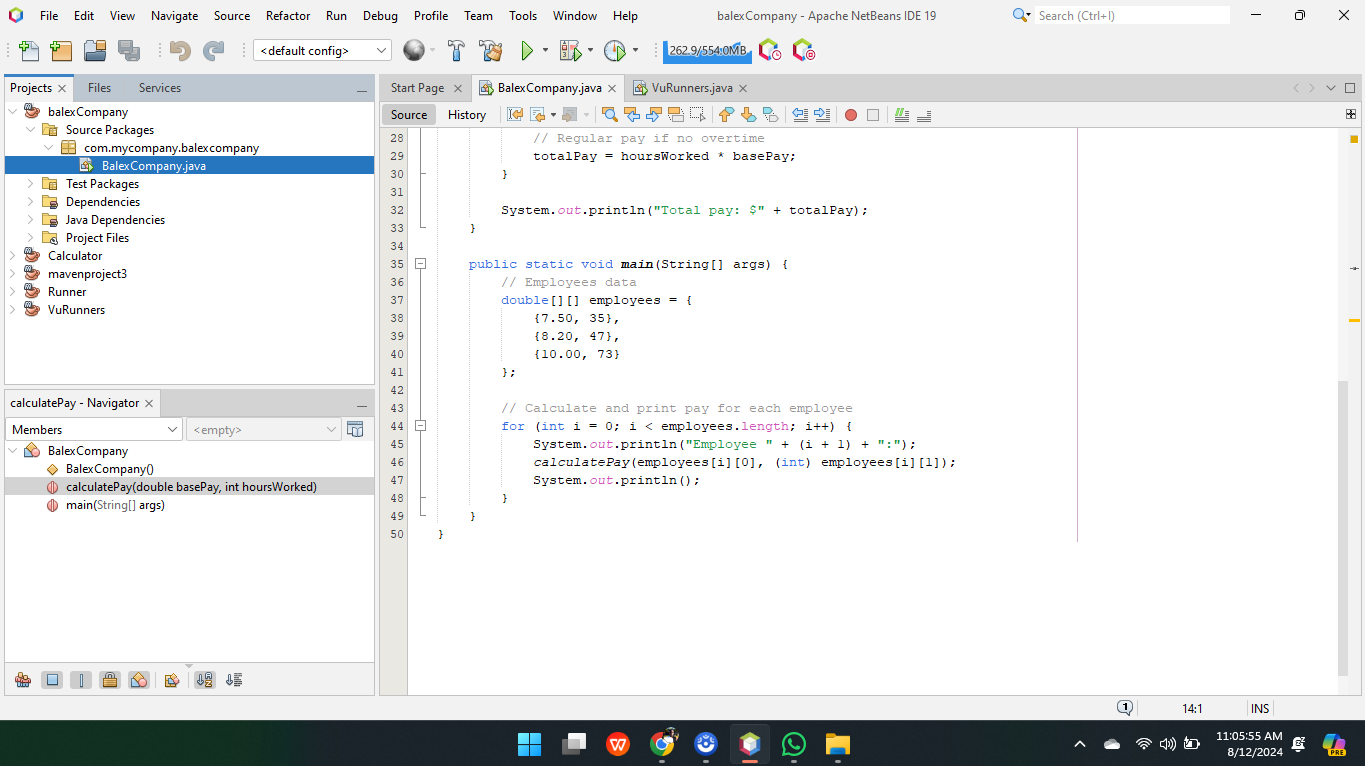 File Edit View Navigate Source Refactor Run Debug Profile Team Tools Window Help balexCompany - Apache NetBeans IDE 19 Search (Ctrl+I)
<default config> 262.9/554.0MB
Projects Files Services
balexCompany
Source Packages
com.mycompany.balexcompany
BalexCompany.java
Test Packages
Dependencies
Java Dependencies
Project Files
Calculator
mavenproject3
Runner
VuRunners
calculatePay - Navigator
Members <empty>
BalexCompany
BalexCompany()
calculatePay(double basePay, int hoursWorked)
main(String[] args)
Start Page BalexCompany.java VuRunners.java
Source History
28 // Regular pay if no overtime
29 totalPay = hoursWorked * basePay;
30 }
31
32 System.out.println("Total pay: $" + totalPay);
33 }
34
35 public static void main(String[] args) {
36 // Employees data
37 double[][] employees = {
38 {7.50, 35},
39 {8.20, 47},
40 {10.00, 73}
41 };
42
43 // Calculate and print pay for each employee
44 for (int i = 0; i < employees.length; i++) {
45 System.out.println("Employee " + (i + 1) + ":");
46 calculatePay(employees[i][0], (int) employees[i][1]);
47 System.out.println();
48 }
49 }
50 }
1 14:1 INS
11:05:55 AM
8/12/2024
PRE